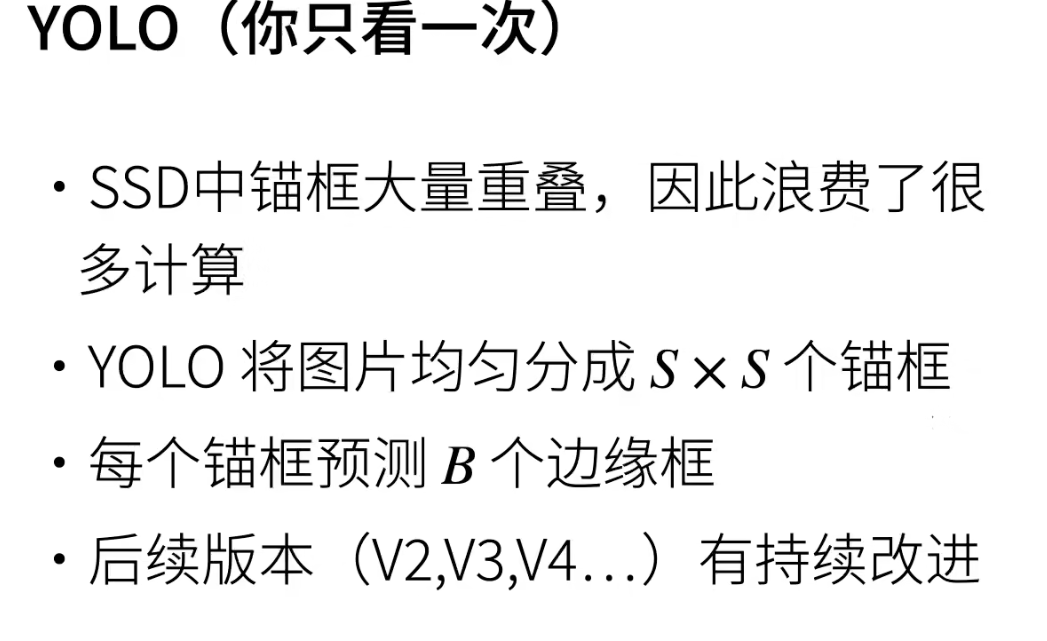 YOLO（你只看一次）
• SSD中锚框大量重叠，因此浪费了很
多计算
• YOLO 将图片均匀分成 S × S 个锚框
• 每个锚框预测 B 个边缘框
• 后续版本（V2,V3,V4...）有持续改进